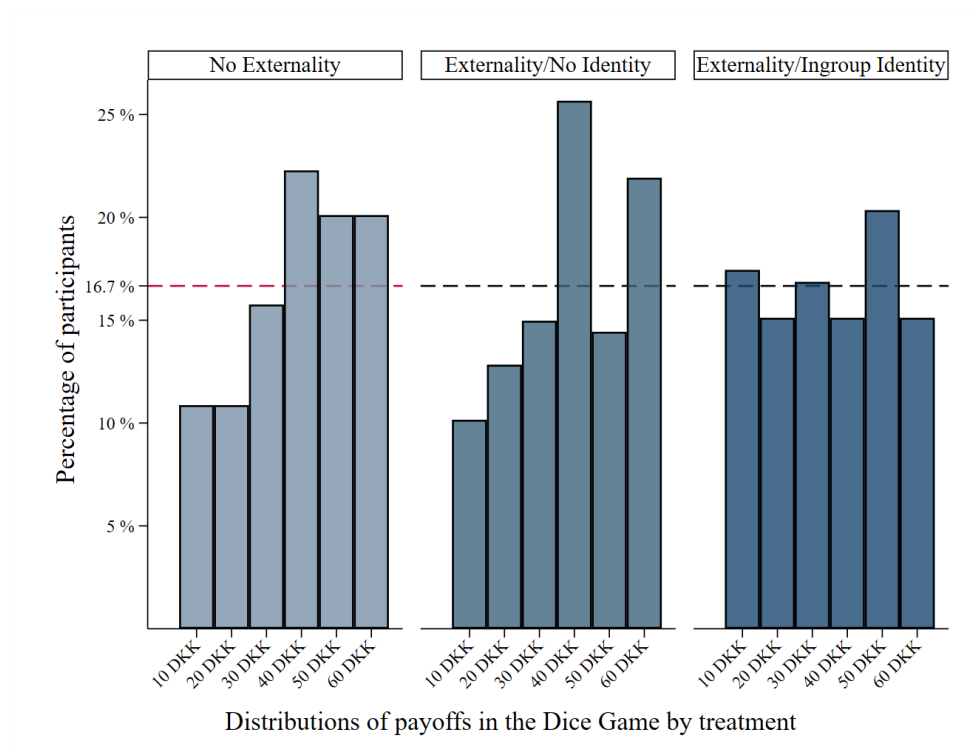 No Externality
Externality/No Identity
Externality/Ingroup Identity
Percentage of participants
25 %
20 %
16.7 %
15 %
10 %
5 %
10 DKK
20 DKK
30 DKK
40 DKK
50 DKK
60 DKK
10 DKK
20 DKK
30 DKK
40 DKK
50 DKK
60 DKK
10 DKK
20 DKK
30 DKK
40 DKK
50 DKK
60 DKK
Distributions of payoffs in the Dice Game by treatment